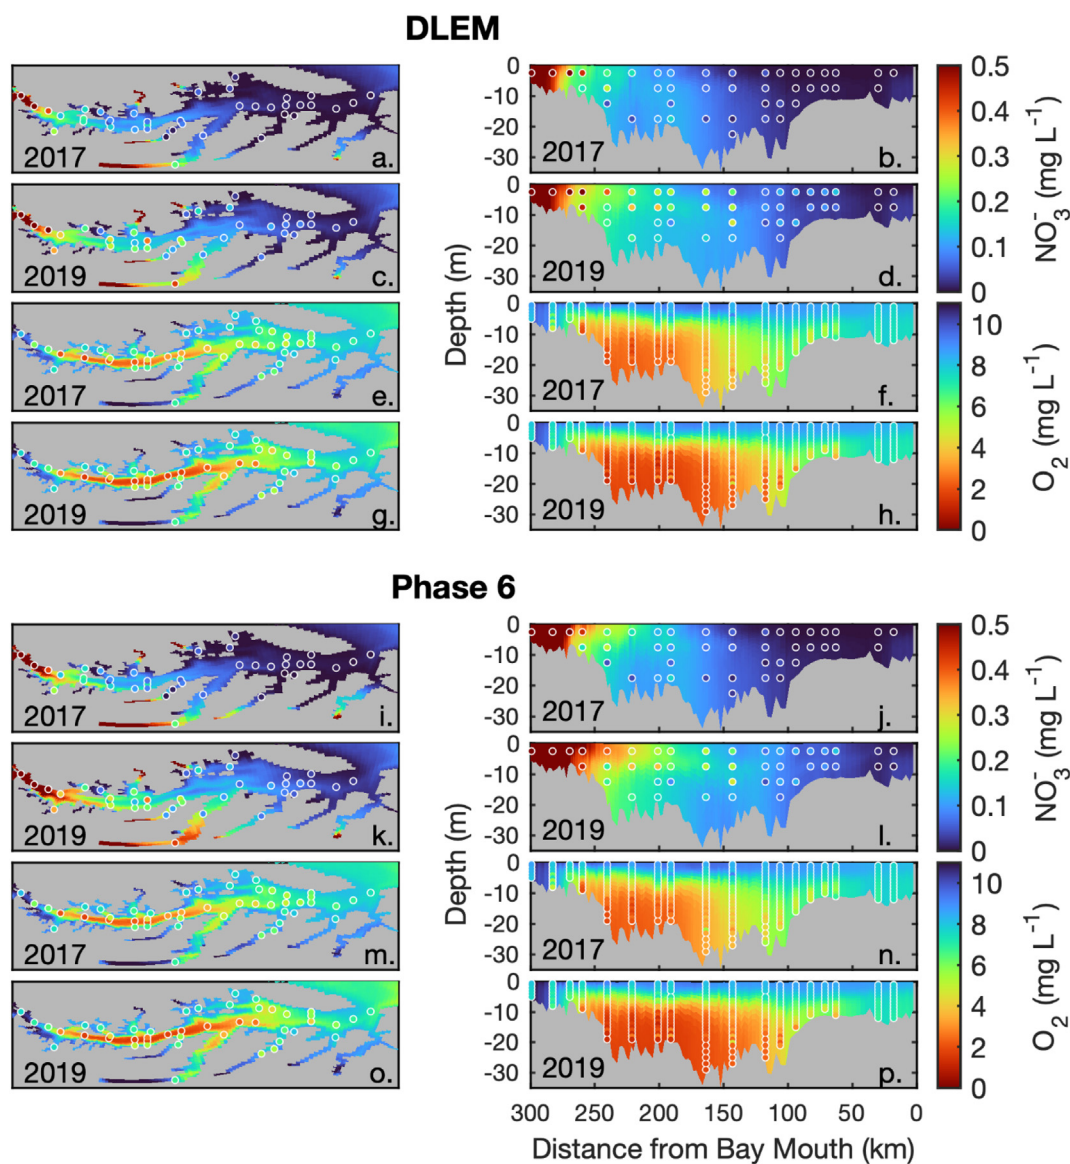 DLEM
2017 a.
2019 c.
2017 e.
2019 g.
0
-10
-20
-30
2017 b.
0
-10
-20
-30
2019 d.
0
-10
-20
-30
2017 f.
0
-10
-20
-30
2019 h.
Depth (m)
0.5
0.4
0.3
0.2
0.1
0
NO₃⁻ (mg L⁻¹)
10
8
6
4
2
0
O₂ (mg L⁻¹)
Phase 6
2017 i.
2019 k.
2017 m.
2019 o.
0
-10
-20
-30
2017 j.
0
-10
-20
-30
2019 l.
0
-10
-20
-30
2017 n.
0
-10
-20
-30
2019 p.
Depth (m)
300 250 200 150 100 50 0
Distance from Bay Mouth (km)
0.5
0.4
0.3
0.2
0.1
0
NO₃⁻ (mg L⁻¹)
10
8
6
4
2
0
O₂ (mg L⁻¹)